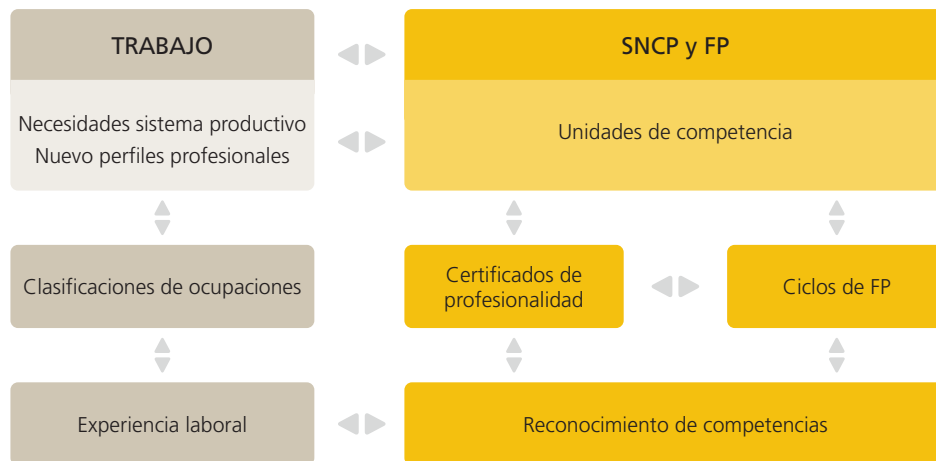 TRABAJO
SNCP y FP
Necesidades sistema productivo
Nuevo perfiles profesionales
Unidades de competencia
Clasificaciones de ocupaciones
Certificados de
profesionalidad
Ciclos de FP
Experiencia laboral
Reconocimiento de competencias